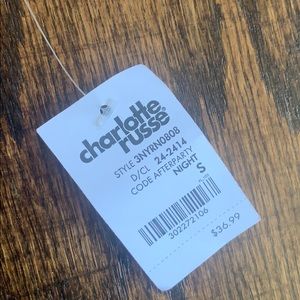 charlotte
russe®
STYLE 3NYRN0808
D/CL 24-2414
CODE AFTERPARTY
NIGHT
S
302272106
$36.99